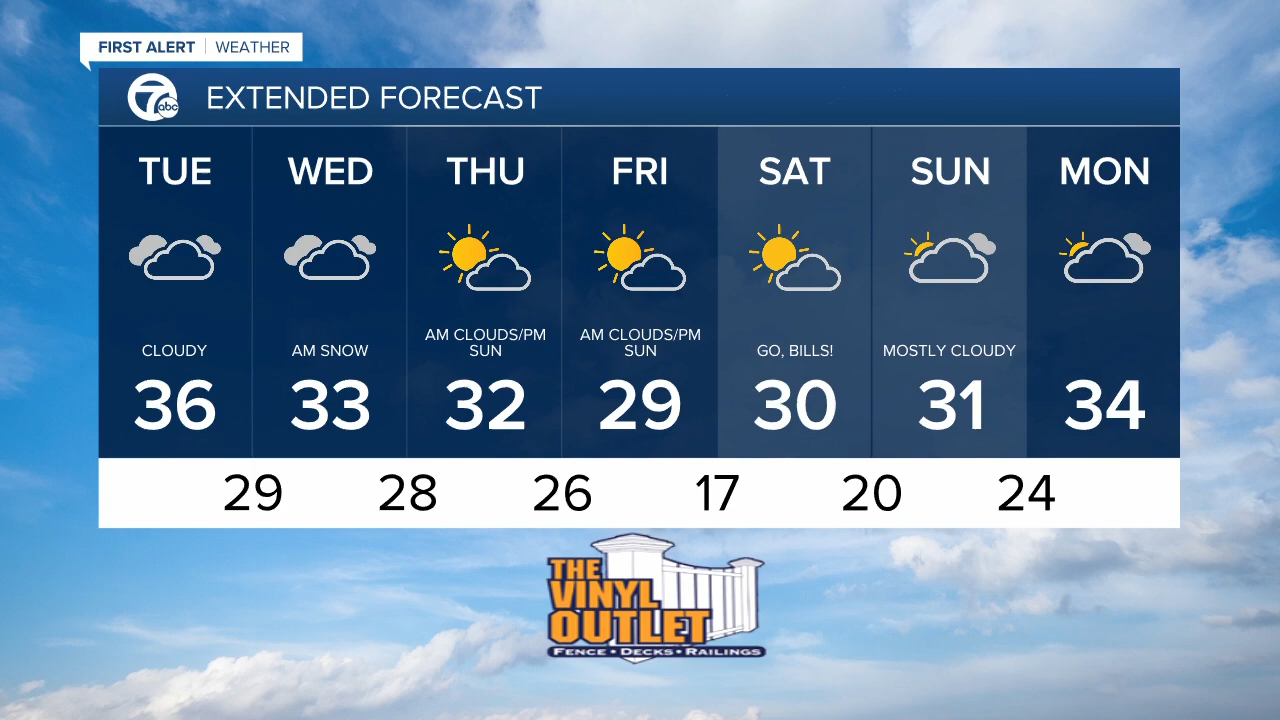 FIRST ALERT | WEATHER
7 abc EXTENDED FORECAST
TUE WED THU FRI SAT SUN MON
CLOUDY
AM SNOW
AM CLOUDS/PM
SUN
AM CLOUDS/PM
SUN
GO, BILLS!
MOSTLY CLOUDY
36 33 32 29 30 31 34
29 28 26 17 20 24
THE
VINYL
OUTLET
FENCE • DECKS • RAILINGS